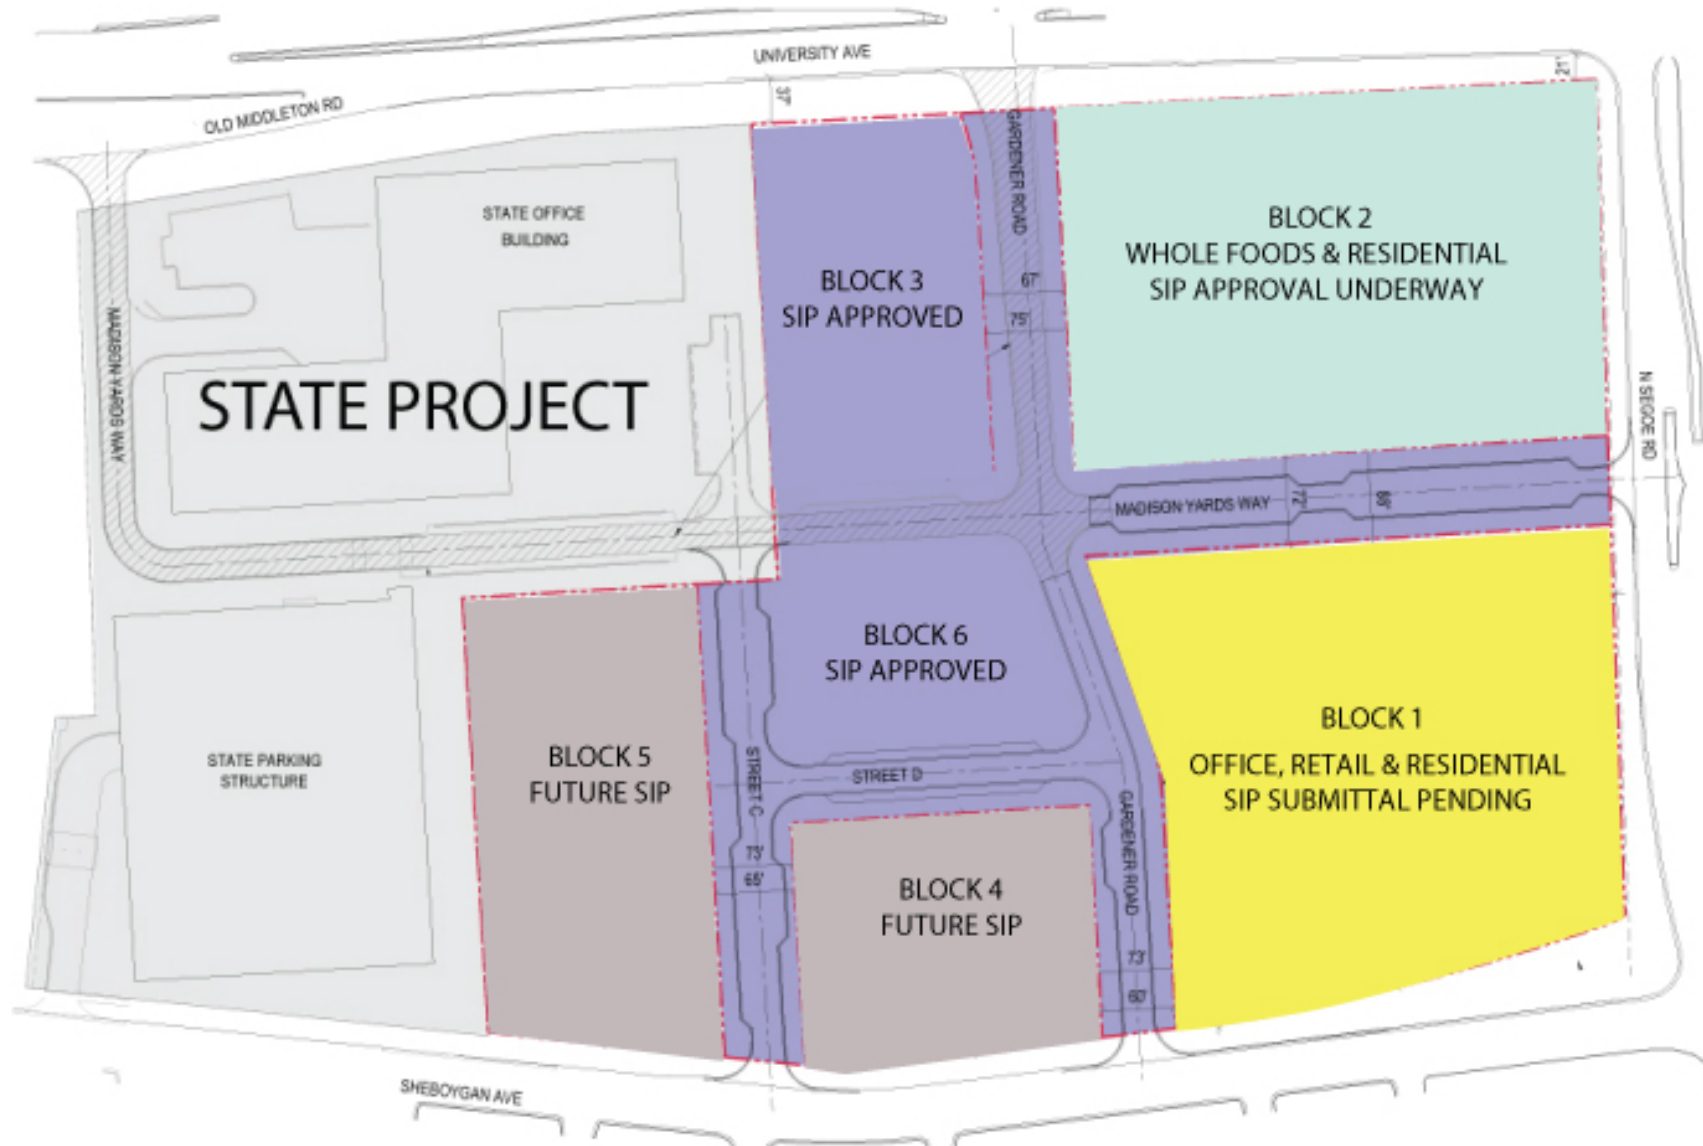 UNIVERSITY AVE
OLD MIDDLETON RD
37'
21'
GARDENER ROAD
STATE OFFICE
BUILDING
BLOCK 3
SIP APPROVED
BLOCK 2
WHOLE FOODS & RESIDENTIAL
SIP APPROVAL UNDERWAY
67'
75'
MADISON YARDS WAY
STATE PROJECT
N SEGOE RD
MADISON YARDS WAY
72'
88'
BLOCK 6
SIP APPROVED
BLOCK 1
OFFICE, RETAIL & RESIDENTIAL
SIP SUBMITTAL PENDING
STATE PARKING
STRUCTURE
BLOCK 5
FUTURE SIP
STREET C
STREET D
GARDENER ROAD
73'
65'
BLOCK 4
FUTURE SIP
73'
60'
SHEBOYGAN AVE